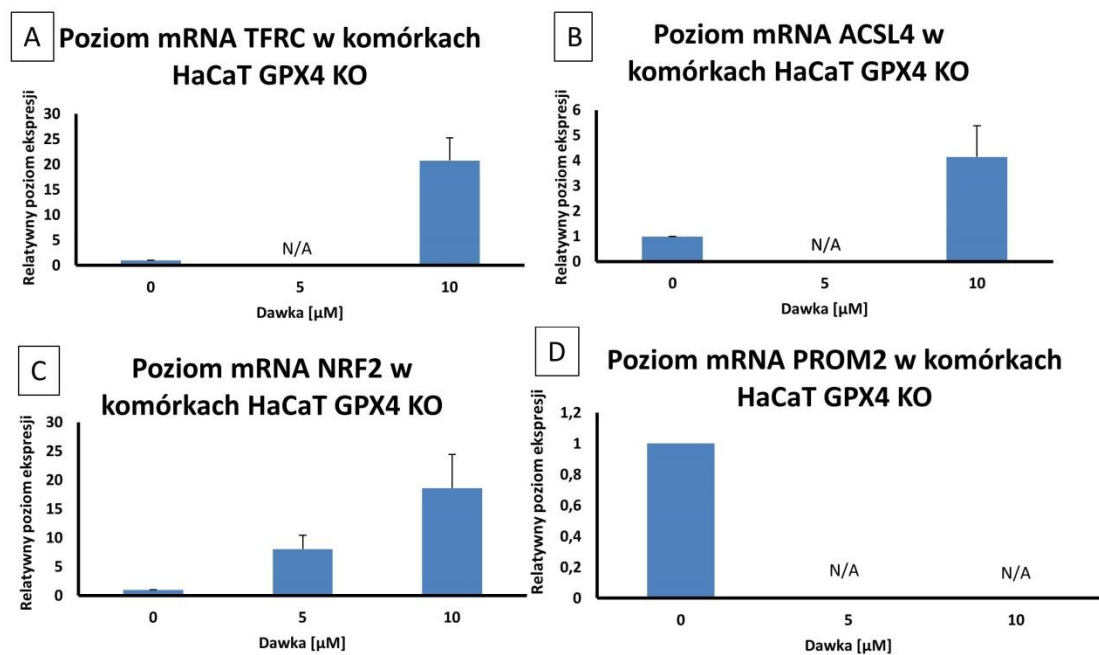 A
Poziom mRNA TFRC w komórkach
HaCaT GPX4 KO
Relatywny poziom ekspresji
30
25
20
15
10
5
0
N/A
0
5
10
Dawka [µM]
B
Poziom mRNA ACSL4 w
komórkach HaCaT GPX4 KO
Relatywny poziom ekspresji
6
5
4
3
2
1
0
N/A
0
5
10
Dawka [µM]
C
Poziom mRNA NRF2 w
komórkach HaCaT GPX4 KO
Relatywny poziom ekspresji
30
25
20
15
10
5
0
0
5
10
Dawka [µM]
D
Poziom mRNA PROM2 w komórkach
HaCaT GPX4 KO
Relatywny poziom ekspresji
1,2
1
0,8
0,6
0,4
0,2
0
N/A
N/A
0
5
10
Dawka [µM]